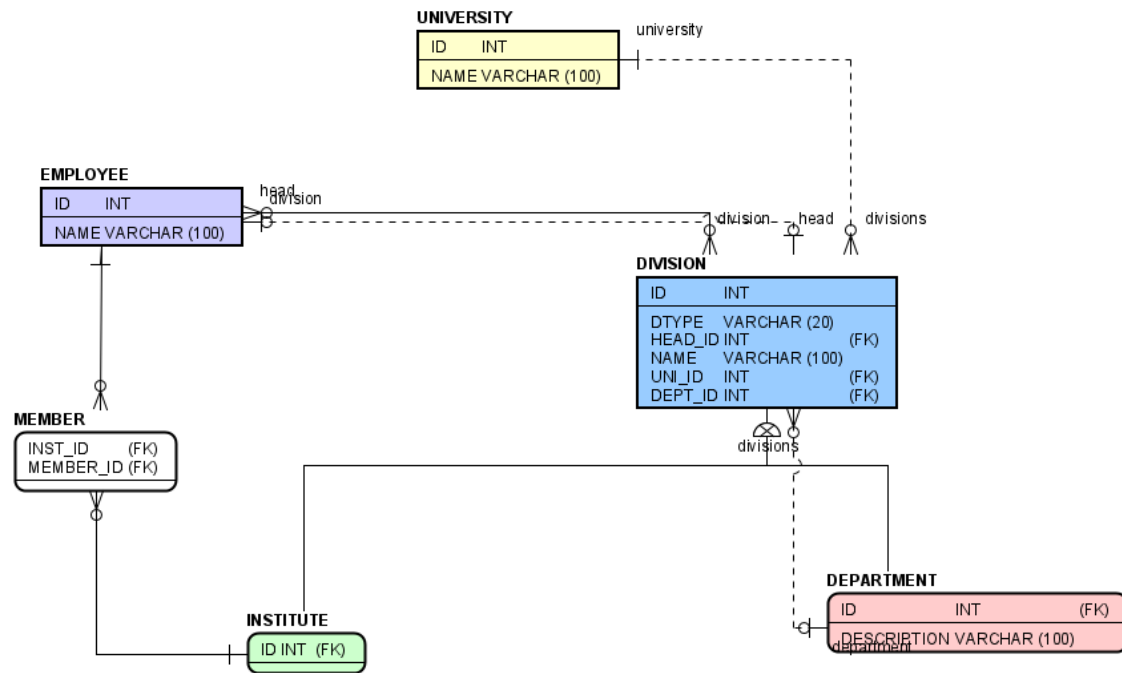 UNIVERSITY
ID INT
NAME VARCHAR (100)
university
EMPLOYEE
ID INT
NAME VARCHAR (100)
head
division
division
head
divisions
DIVISION
ID INT
DTYPE VARCHAR (20)
HEAD_ID INT (FK)
NAME VARCHAR (100)
UNI_ID INT (FK)
DEPT_ID INT (FK)
divisions
MEMBER
INST_ID (FK)
MEMBER_ID (FK)
INSTITUTE
ID INT (FK)
DEPARTMENT
ID INT (FK)
DESCRIPTION VARCHAR (100)
department